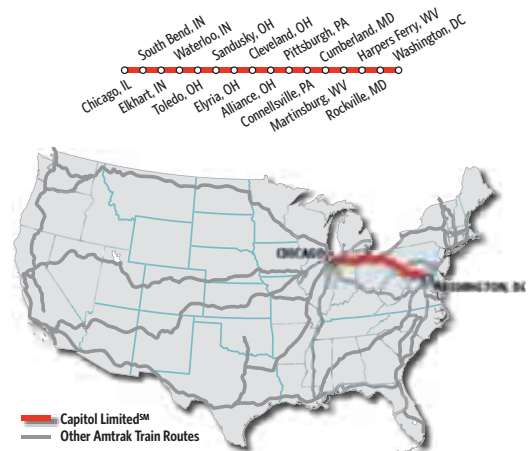 South Bend, IN
Waterloo, IN
Sandusky, OH
Cleveland, OH
Pittsburgh, PA
Cumberland, MD
Harpers Ferry, WV
Washington, DC
Chicago, IL
Elkhart, IN
Toledo, OH
Elyria, OH
Alliance, OH
Connellsville, PA
Martinsburg, WV
Rockville, MD
CHICAGO
WASHINGTON, DC
Capitol Limited℠
Other Amtrak Train Routes